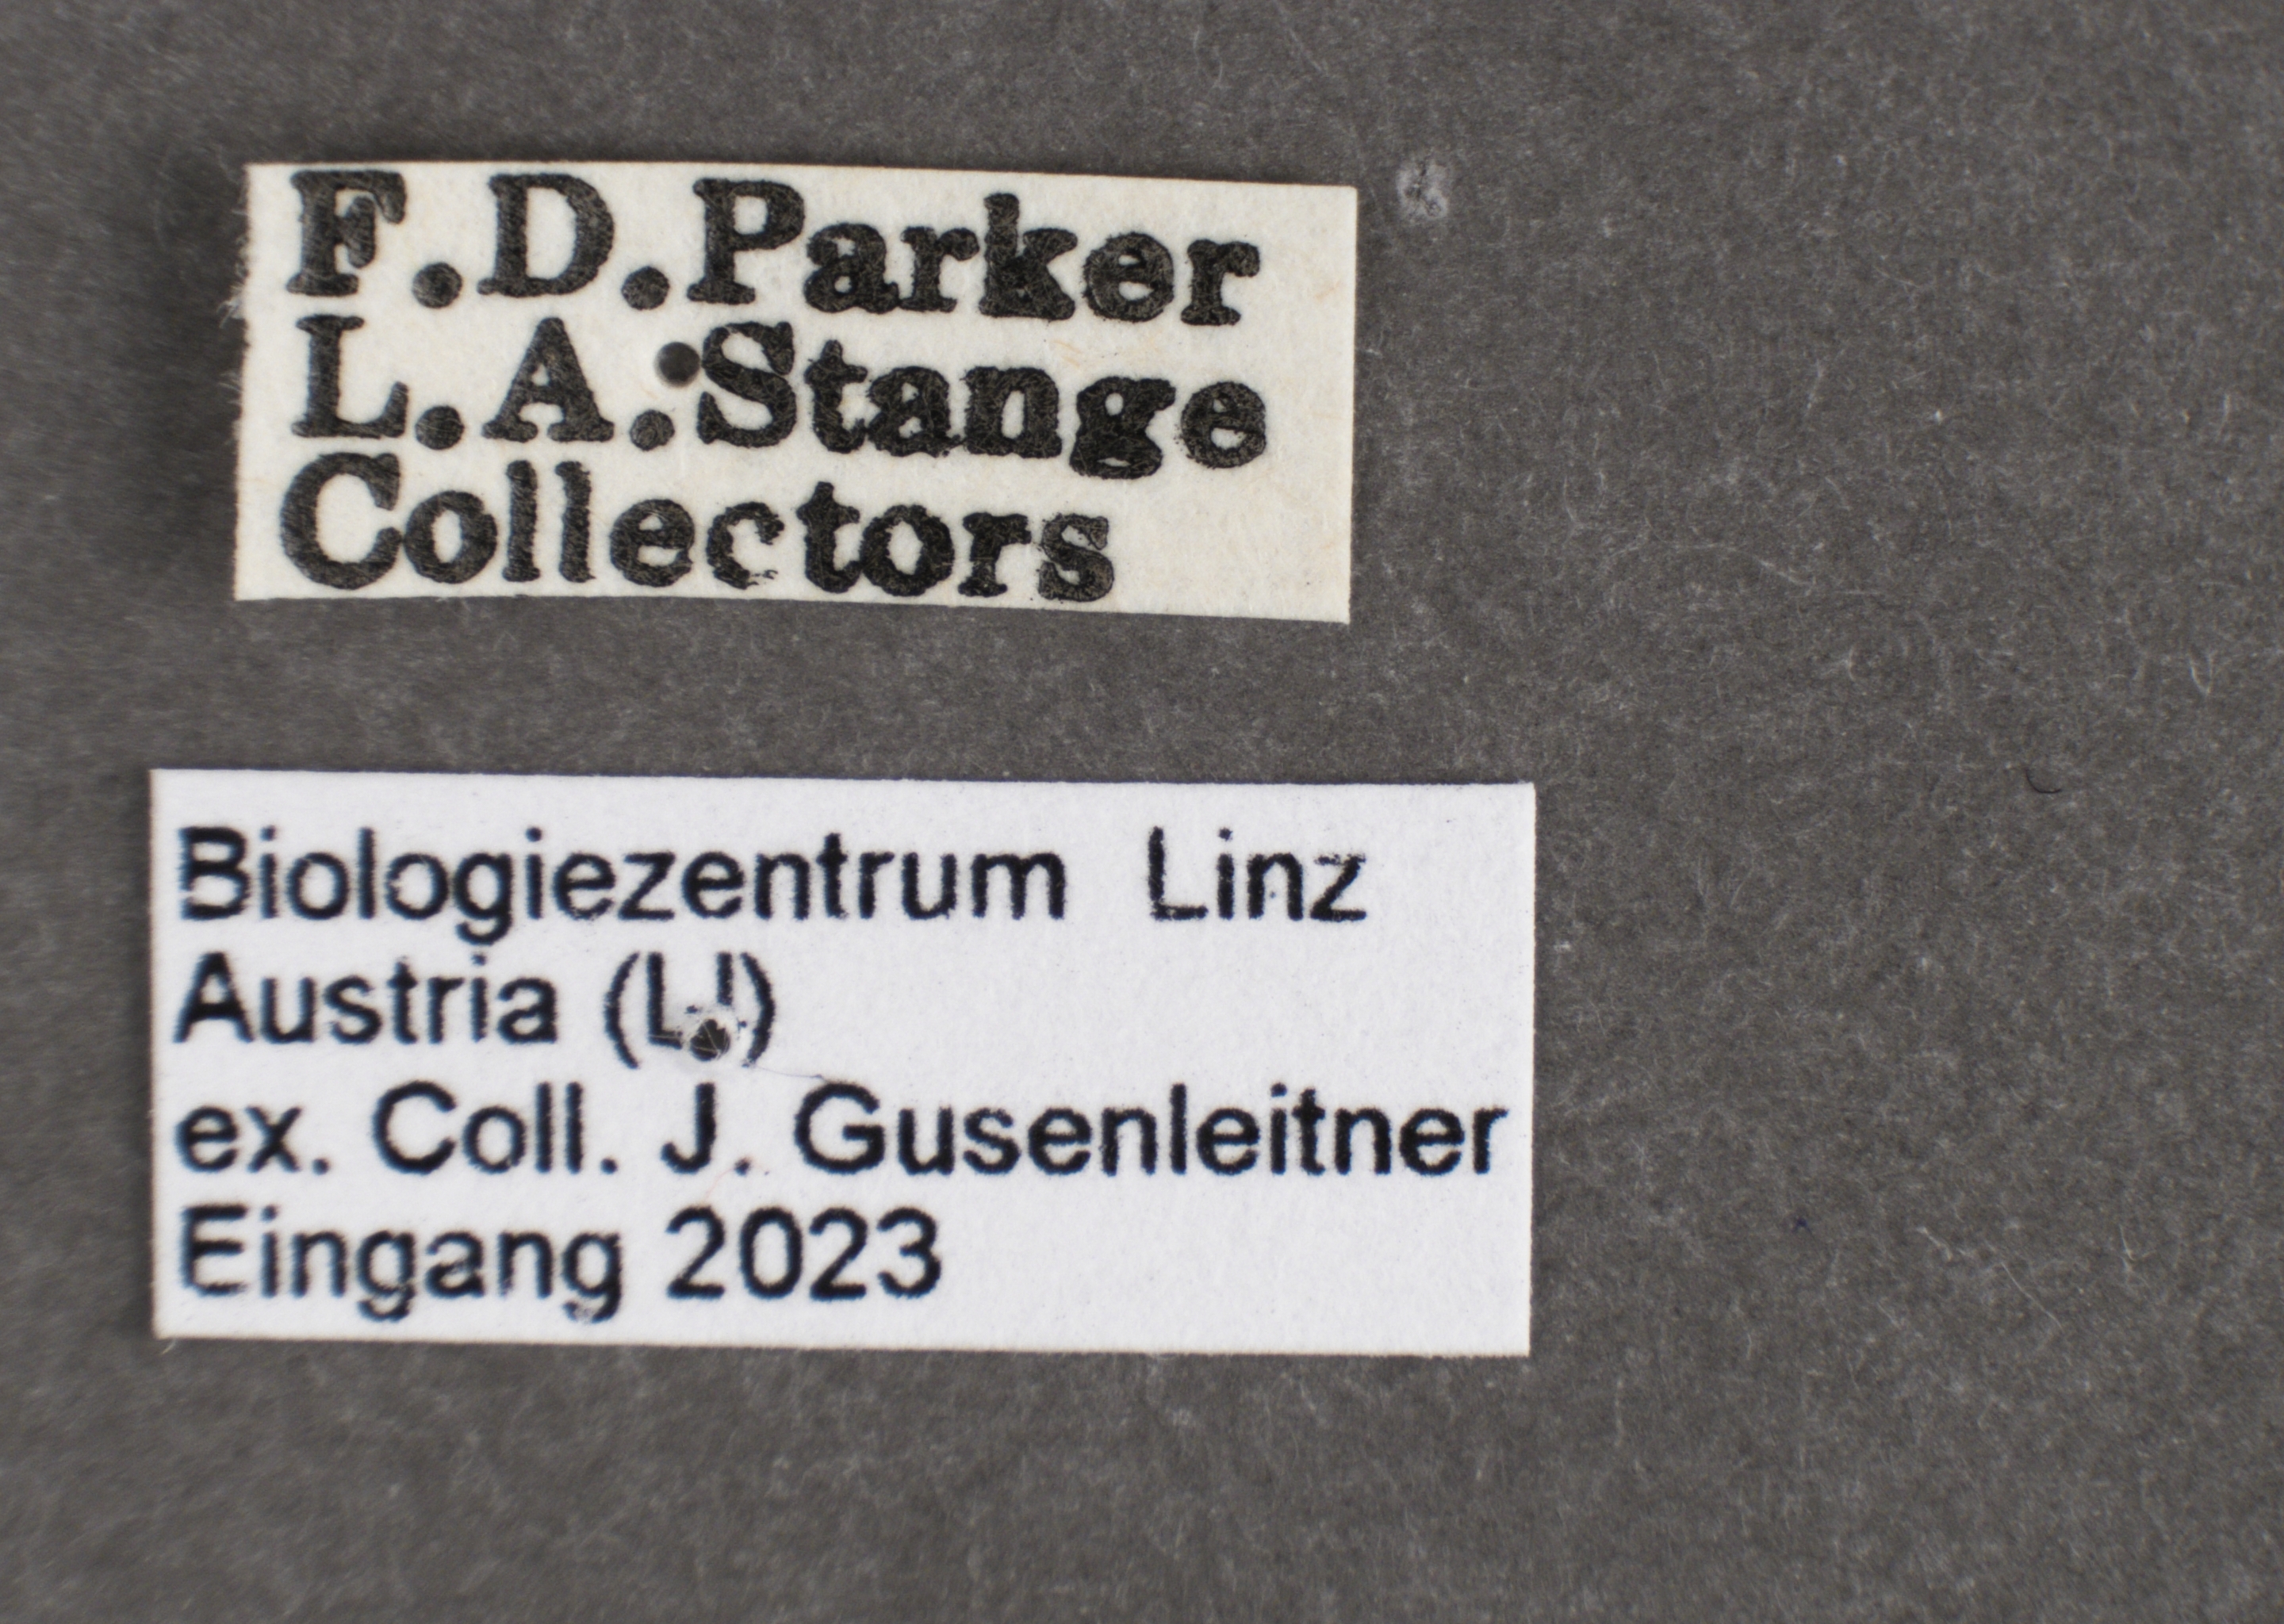 F.D.Parker
L.A.Stange
Collectors
Biologiezentrum Linz
Austria (LI)
ex. Coll. J. Gusenleitner
Eingang 2023